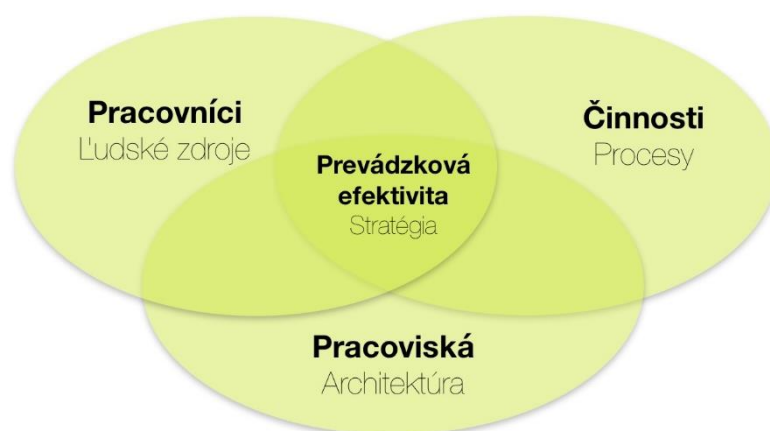 Pracovníci
Ľudské zdroje
Činnosti
Procesy
Prevádzková
efektivita
Stratégia
Pracoviská
Architektúra